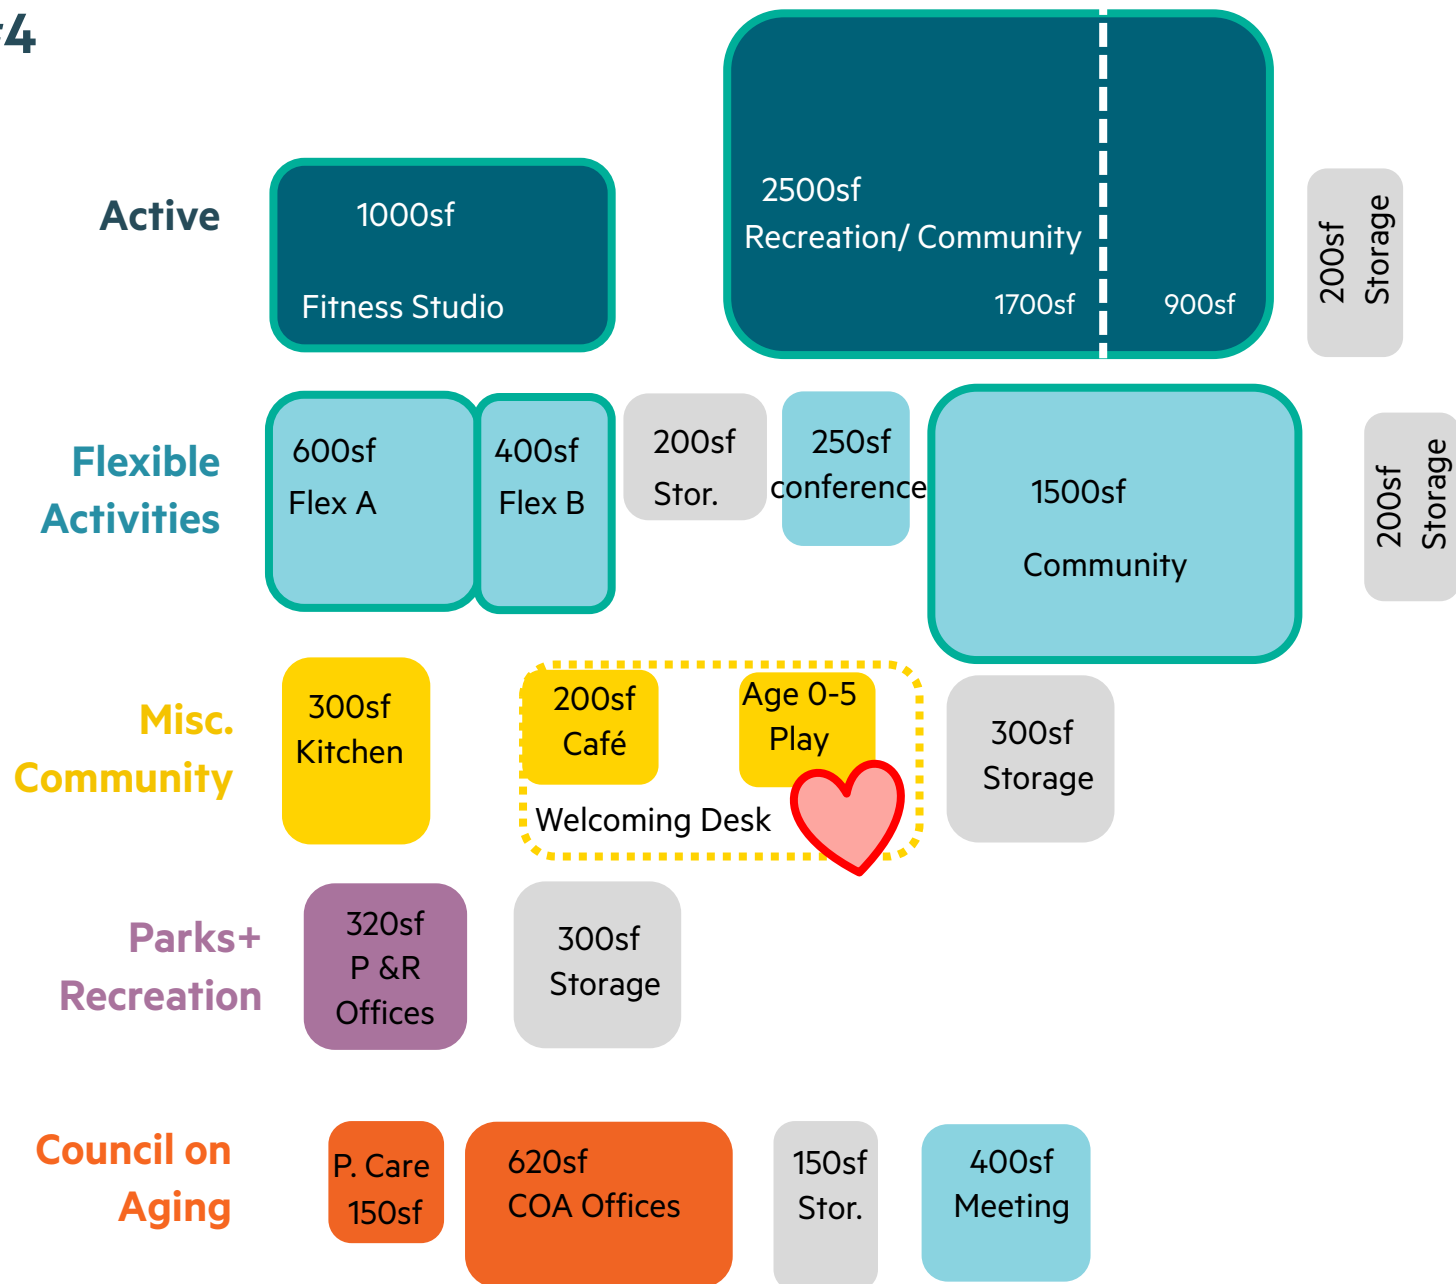 #4
Active
1000sf
Fitness Studio
2500sf
Recreation/ Community
1700sf
900sf
200sf
Storage
Flexible
Activities
600sf
Flex A
400sf
Flex B
200sf
Stor.
250sf
conference
1500sf
Community
200sf
Storage
Misc.
Community
300sf
Kitchen
200sf
Café
Age 0-5
Play
Welcoming Desk
300sf
Storage
Parks+
Recreation
320sf
P &R
Offices
300sf
Storage
Council on
Aging
P. Care
150sf
620sf
COA Offices
150sf
Stor.
400sf
Meeting